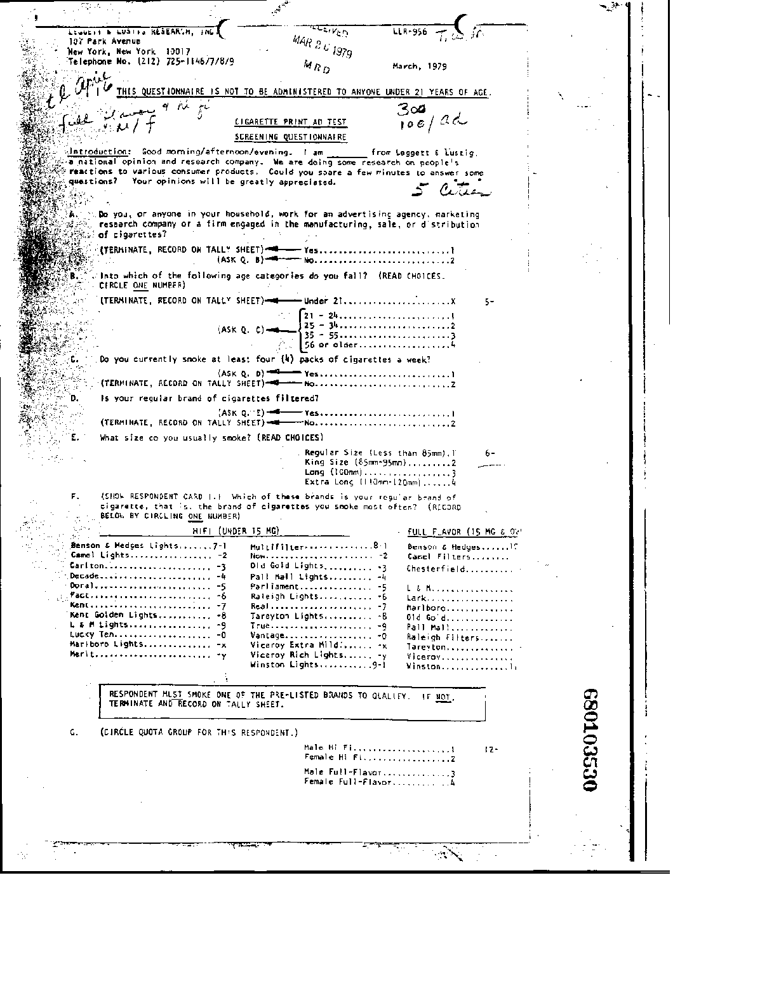 LEGGETT & LUSTIG RESEARCH, INC
107 Park Avenue
New York, New York 10017
Telephone No. (212) 725-1146/7/8/9
RECEIVED
MAR 26 1979
MRD
LLR-956
March, 1979
THIS QUESTIONNAIRE IS NOT TO BE ADMINISTERED TO ANYONE UNDER 21 YEARS OF AGE.
full flavor
M/F
300
100/ad
CIGARETTE PRINT AD TEST
SCREENING QUESTIONNAIRE
Introduction: Good morning/afternoon/evening. I am ______ from Leggett & Lustig,
a national opinion and research company. We are doing some research on people's
reactions to various consumer products. Could you spare a few minutes to answer some
questions? Your opinions will be greatly appreciated.
5 Cities
A. Do you, or anyone in your household, work for an advertising agency, marketing
research company or a firm engaged in the manufacturing, sale, or distribution
of cigarettes?
(TERMINATE, RECORD ON TALLY SHEET) Yes....................1
(ASK Q. B) No.....................2
B. Into which of the following age categories do you fall? (READ CHOICES.
CIRCLE ONE NUMBER)
(TERMINATE, RECORD ON TALLY SHEET) Under 21....................X 5-
21 - 24....................1
(ASK Q. C) 25 - 34....................2
35 - 55....................3
56 or older................4
C. Do you currently smoke at least four (4) packs of cigarettes a week?
(ASK Q. D) Yes....................1
(TERMINATE, RECORD ON TALLY SHEET) No.....................2
D. Is your regular brand of cigarettes filtered?
(ASK Q. E) Yes....................1
(TERMINATE, RECORD ON TALLY SHEET) No.....................2
E. What size do you usually smoke? (READ CHOICES)
Regular Size (Less than 85mm).1 6-
King Size (85mm-95mm).........2
Long (100mm)..................3
Extra Long (110mm-120mm)......4
F. (SHOW RESPONDENT CARD 1.) Which of these brands is your regular brand of
cigarette, that is, the brand of cigarettes you smoke most often? (RECORD
BELOW BY CIRCLING ONE NUMBER)
HIFI (UNDER 15 MG) FULL FLAVOR (15 MG &
Benson & Hedges Lights.......7-1 Multifilter..............8-1 Benson & Hedges......
Camel Lights................. -2 Now...................... -2 Camel Filters........
Carlton...................... -3 Old Gold Lights.......... -3 Chesterfield.........
Decade....................... -4 Pall Mall Lights......... -4
Doral........................ -5 Parliament............... -5 L & M................
Fact......................... -6 Raleigh Lights........... -6 Lark.................
Kent......................... -7 Real..................... -7 Marlboro.............
Kent Golden Lights........... -8 Tareyton Lights.......... -8 Old Gold.............
L & M Lights................. -9 True..................... -9 Pall Mall............
Lucky Ten.................... -0 Vantage.................. -0 Raleigh Filters......
Marlboro Lights.............. -x Viceroy Extra Mild....... -x Tareyton.............
Merit........................ -y Viceroy Rich Lights...... -y Viceroy..............
Winston Lights...........9-1 Winston..............
RESPONDENT MUST SMOKE ONE OF THE PRE-LISTED BRANDS TO QUALIFY. IF NOT,
TERMINATE AND RECORD ON TALLY SHEET.
G. (CIRCLE QUOTA GROUP FOR THIS RESPONDENT.)
Male Hi Fi....................1 12-
Female Hi Fi..................2
Male Full-Flavor..............3
Female Full-Flavor............4
680103530